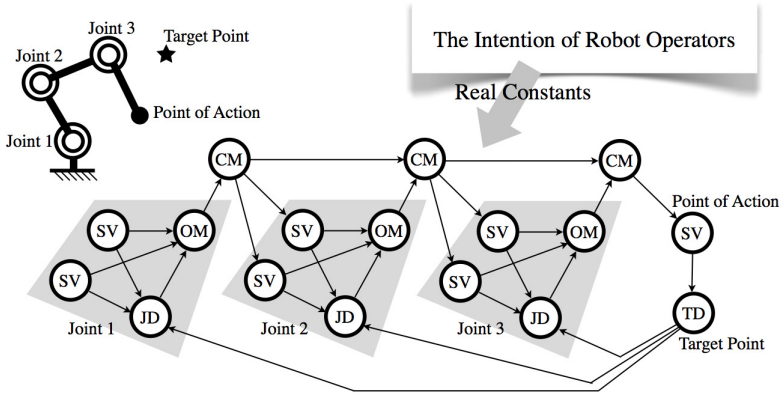 Joint 3
Joint 2
Target Point
The Intention of Robot Operators
Real Constants
Point of Action
Joint 1
CM
CM
CM
Point of Action
SV
OM
SV
OM
SV
OM
SV
SV
SV
SV
JD
JD
JD
TD
Joint 1
Joint 2
Joint 3
Target Point